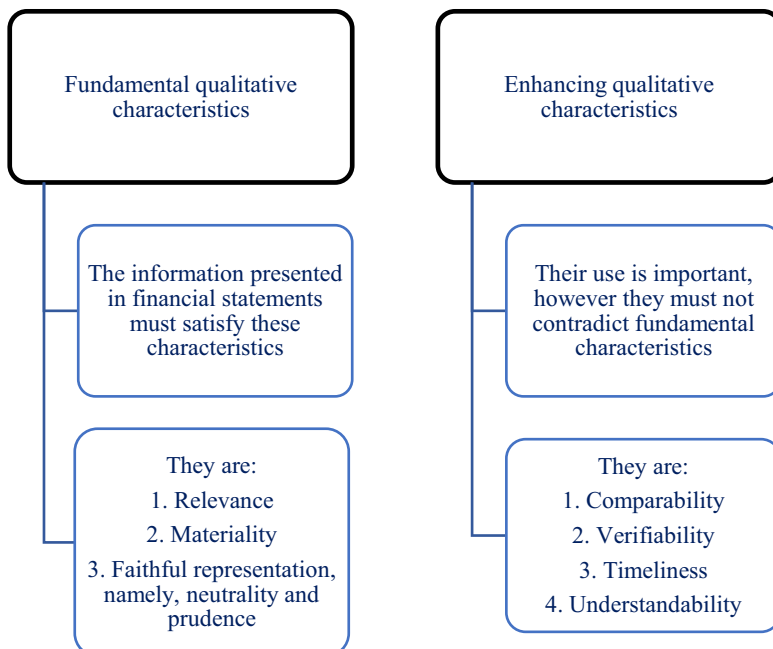 Fundamental qualitative
characteristics
The information presented
in financial statements
must satisfy these
characteristics
They are:
1. Relevance
2. Materiality
3. Faithful representation,
namely, neutrality and
prudence
Enhancing qualitative
characteristics
Their use is important,
however they must not
contradict fundamental
characteristics
They are:
1. Comparability
2. Verifiability
3. Timeliness
4. Understandability